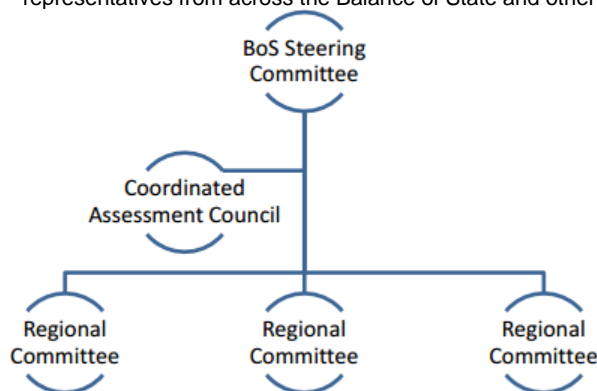 representatives from across the Balance of State and other
BoS Steering
Committee
Coordinated
Assessment Council
Regional
Committee
Regional
Committee
Regional
Committee